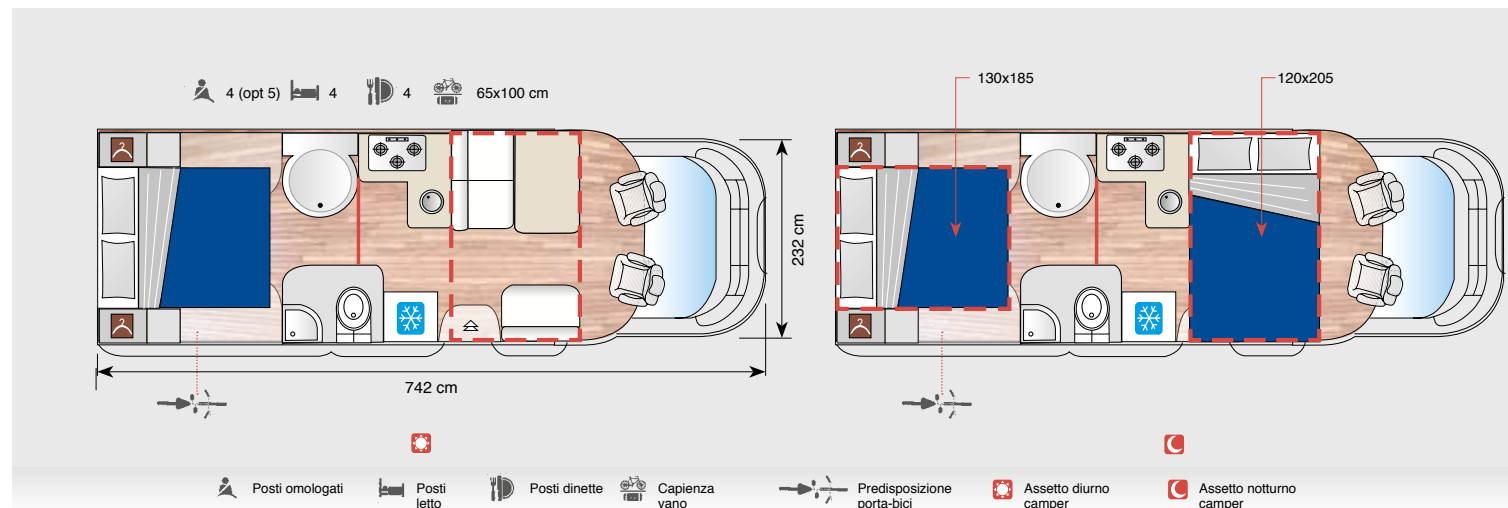 4 (opt 5)
4
4
65x100 cm
130x185
120x205
232 cm
742 cm
Posti omologati
Posti
letto
Posti dinette
Capienza
vano
Predisposizione
porta-bici
Assetto diurno
camper
Assetto notturno
camper